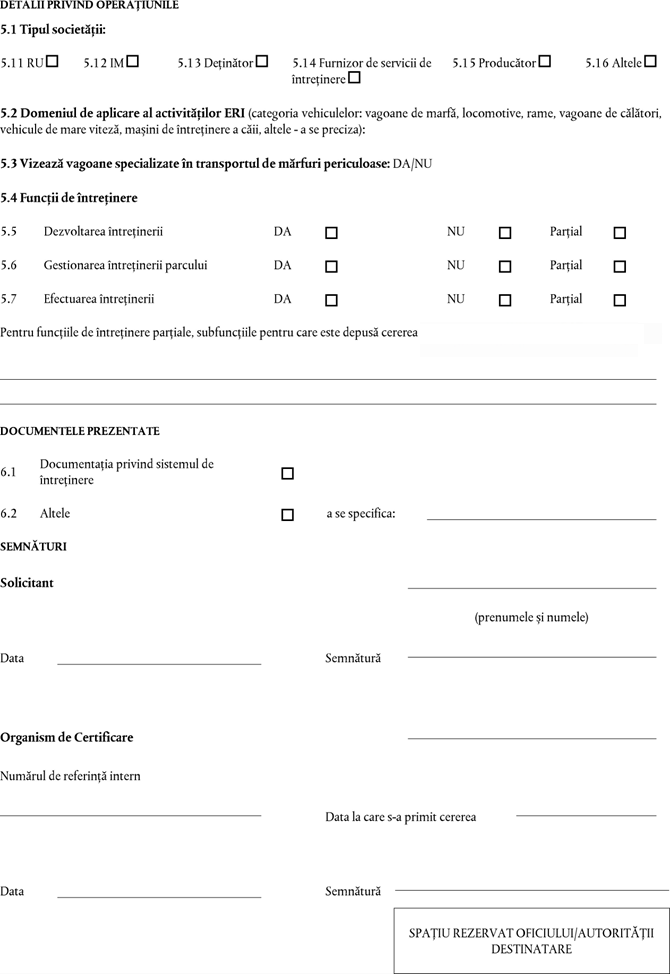 DETALII PRIVIND OPERAȚIUNILE
5.1 Tipul societății:
5.11 RU☐ 5.12 IM☐ 5.13 Deținător☐ 5.14 Furnizor de servicii de 5.15 Producător☐ 5.16 Altele☐
întreținere☐
5.2 Domeniul de aplicare al activităților ERI (categoria vehiculelor: vagoane de marfă, locomotive, rame, vagoane de călători,
vehicule de mare viteză, mașini de întreținere a căii, altele - a se preciza):
5.3 Vizează vagoane specializate în transportul de mărfuri periculoase: DA/NU
5.4 Funcții de întreținere
5.5 Dezvoltarea întreținerii DA ☐ NU ☐ Parțial ☐
5.6 Gestionarea întreținerii parcului DA ☐ NU ☐ Parțial ☐
5.7 Efectuarea întreținerii DA ☐ NU ☐ Parțial ☐
Pentru funcțiile de întreținere parțiale, subfuncțiile pentru care este depusă cererea
DOCUMENTELE PREZENTATE
6.1 Documentația privind sistemul de
întreținere ☐
6.2 Altele ☐ a se specifica:
SEMNĂTURI
Solicitant
(prenumele și numele)
Data Semnătură
Organism de Certificare
Numărul de referință intern
Data la care s-a primit cererea
Data Semnătură
SPAȚIU REZERVAT OFICIULUI/AUTORITĂȚII
DESTINATARE